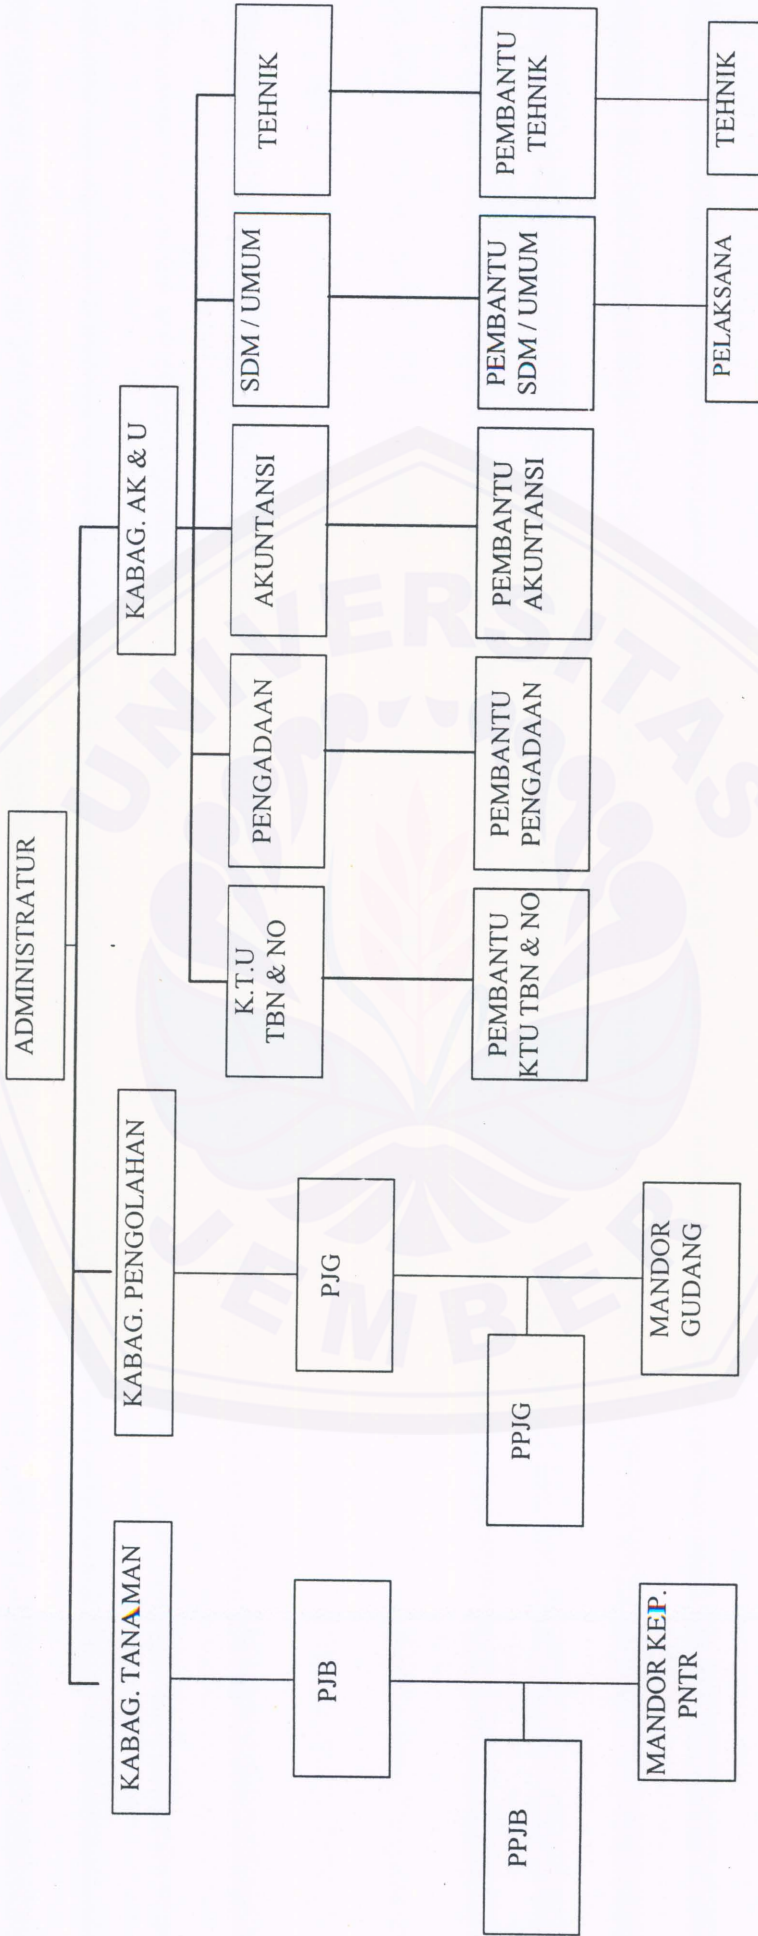 ADMINISTRATUR
KABAG. TANAMAN
KABAG. PENGOLAHAN
KABAG. AK & U
PJB
PJG
K.T.U
TBN & NO
PENGADAAN
AKUNTANSI
SDM / UMUM
TEHNIK
PPJB
PPJG
PEMBANTU
KTU TBN & NO
PEMBANTU
PENGADAAN
PEMBANTU
AKUNTANSI
PEMBANTU
SDM / UMUM
PEMBANTU
TEHNIK
MANDOR KEP.
PNTR
MANDOR
GUDANG
PELAKSANA
TEHNIK
UNIVERSITAS
JEMBER